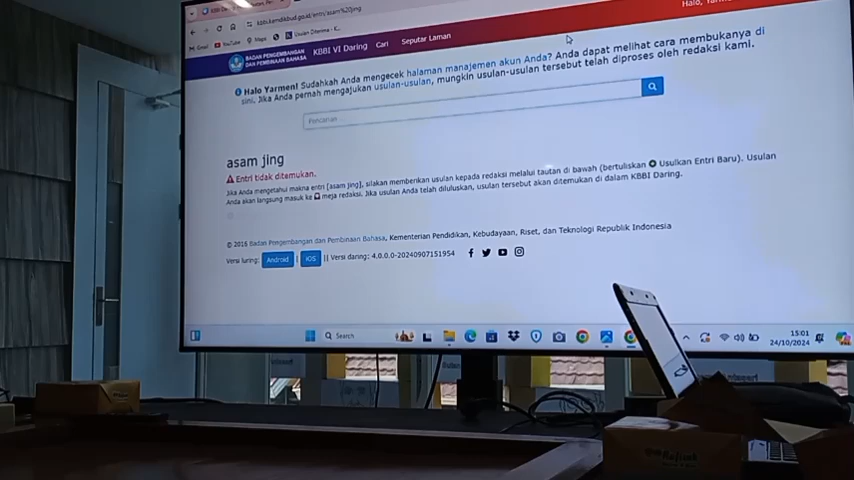 kbbi.kemdikbud.go.id/entri/asam%20jing
Gmail YouTube Maps Usulan Diterima - K...
BADAN PENGEMBANGAN
DAN PEMBINAAN BAHASA
KBBI VI Daring Cari Seputar Laman
Halo, Yarmen
Halo Yarmen! Sudahkah Anda mengecek halaman manajemen akun Anda? Anda dapat melihat cara membukanya di
sini. Jika Anda pernah mengajukan usulan-usulan, mungkin usulan-usulan tersebut telah diproses oleh redaksi kami.
Pencarian
asam jing
Entri tidak ditemukan.
Jika Anda mengetahui makna entri [asam jing], silakan memberikan usulan kepada redaksi melalui tautan di bawah (bertuliskan Usulkan Entri Baru). Usulan
Anda akan langsung masuk ke meja redaksi. Jika usulan Anda telah diluluskan, usulan tersebut akan ditemukan di dalam KBBI Daring.
© 2016 Badan Pengembangan dan Pembinaan Bahasa, Kementerian Pendidikan, Kebudayaan, Riset, dan Teknologi Republik Indonesia
Versi luring: Android | iOS || Versi daring: 4.0.0.0-20240907151954
Search
15:01
24/10/2024